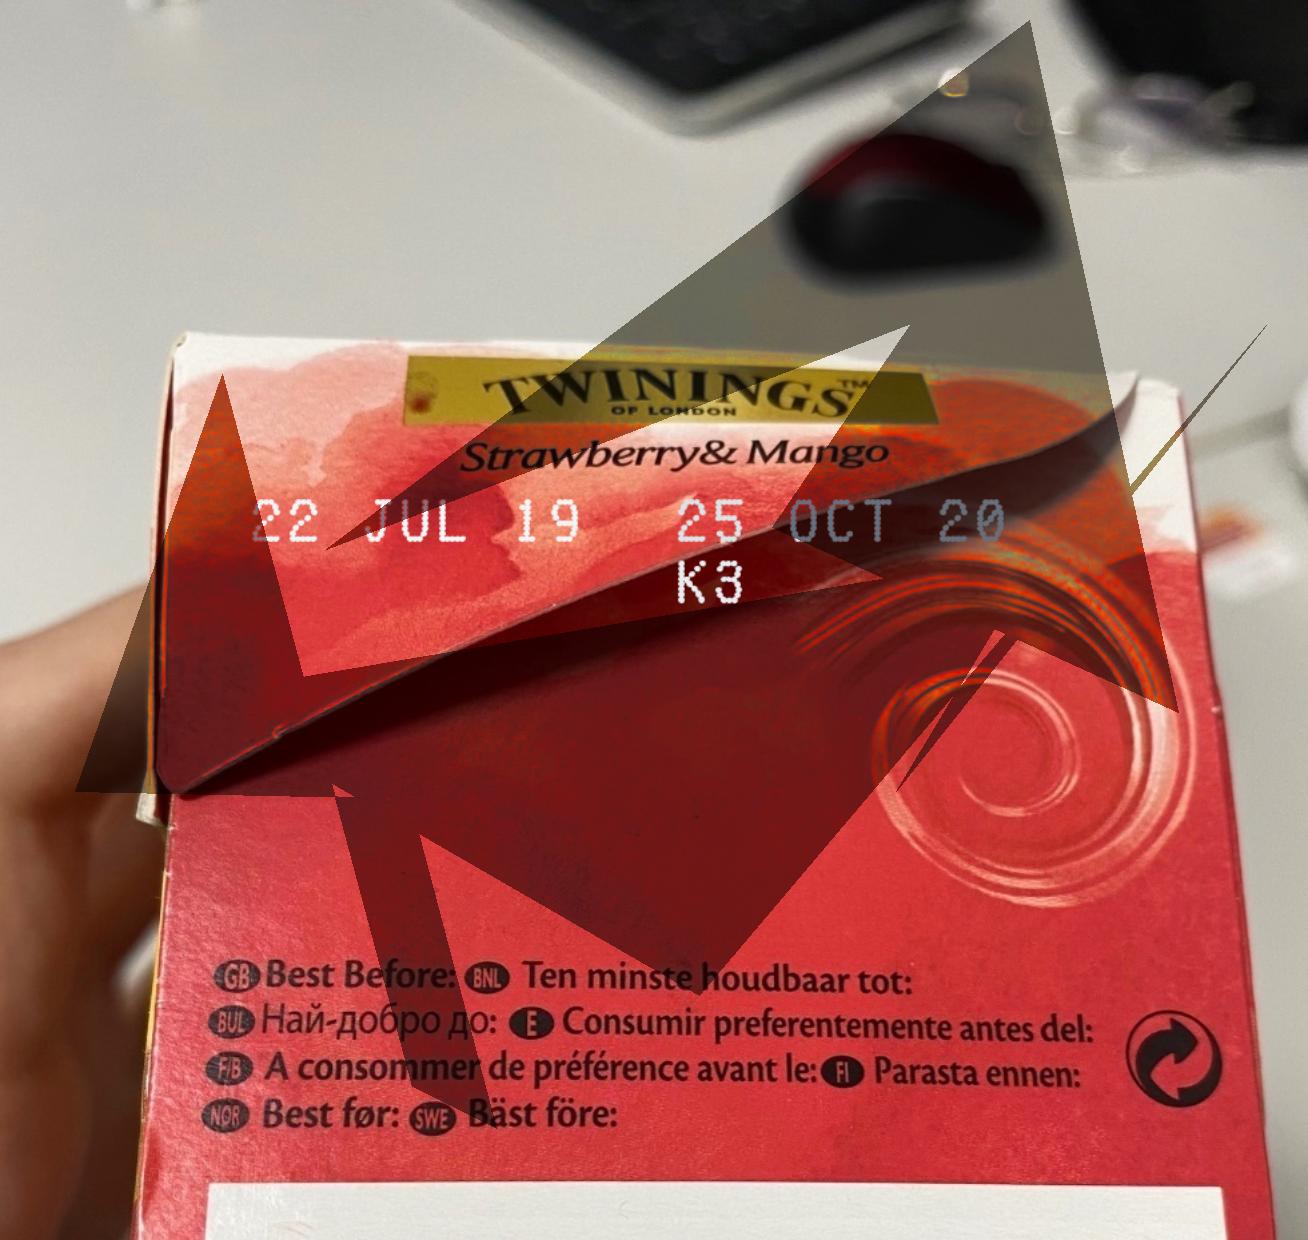 TWININGS™
OF LONDON
Strawberry& Mango
22 JUL 19 25 OCT 20
K3
GB Best Before: BNL Ten minste houdbaar tot:
BUL Най-добро до: E Consumir preferentemente antes del:
F/B A consommer de préférence avant le: FI Parasta ennen:
NOR Best før: SWE Bäst före: